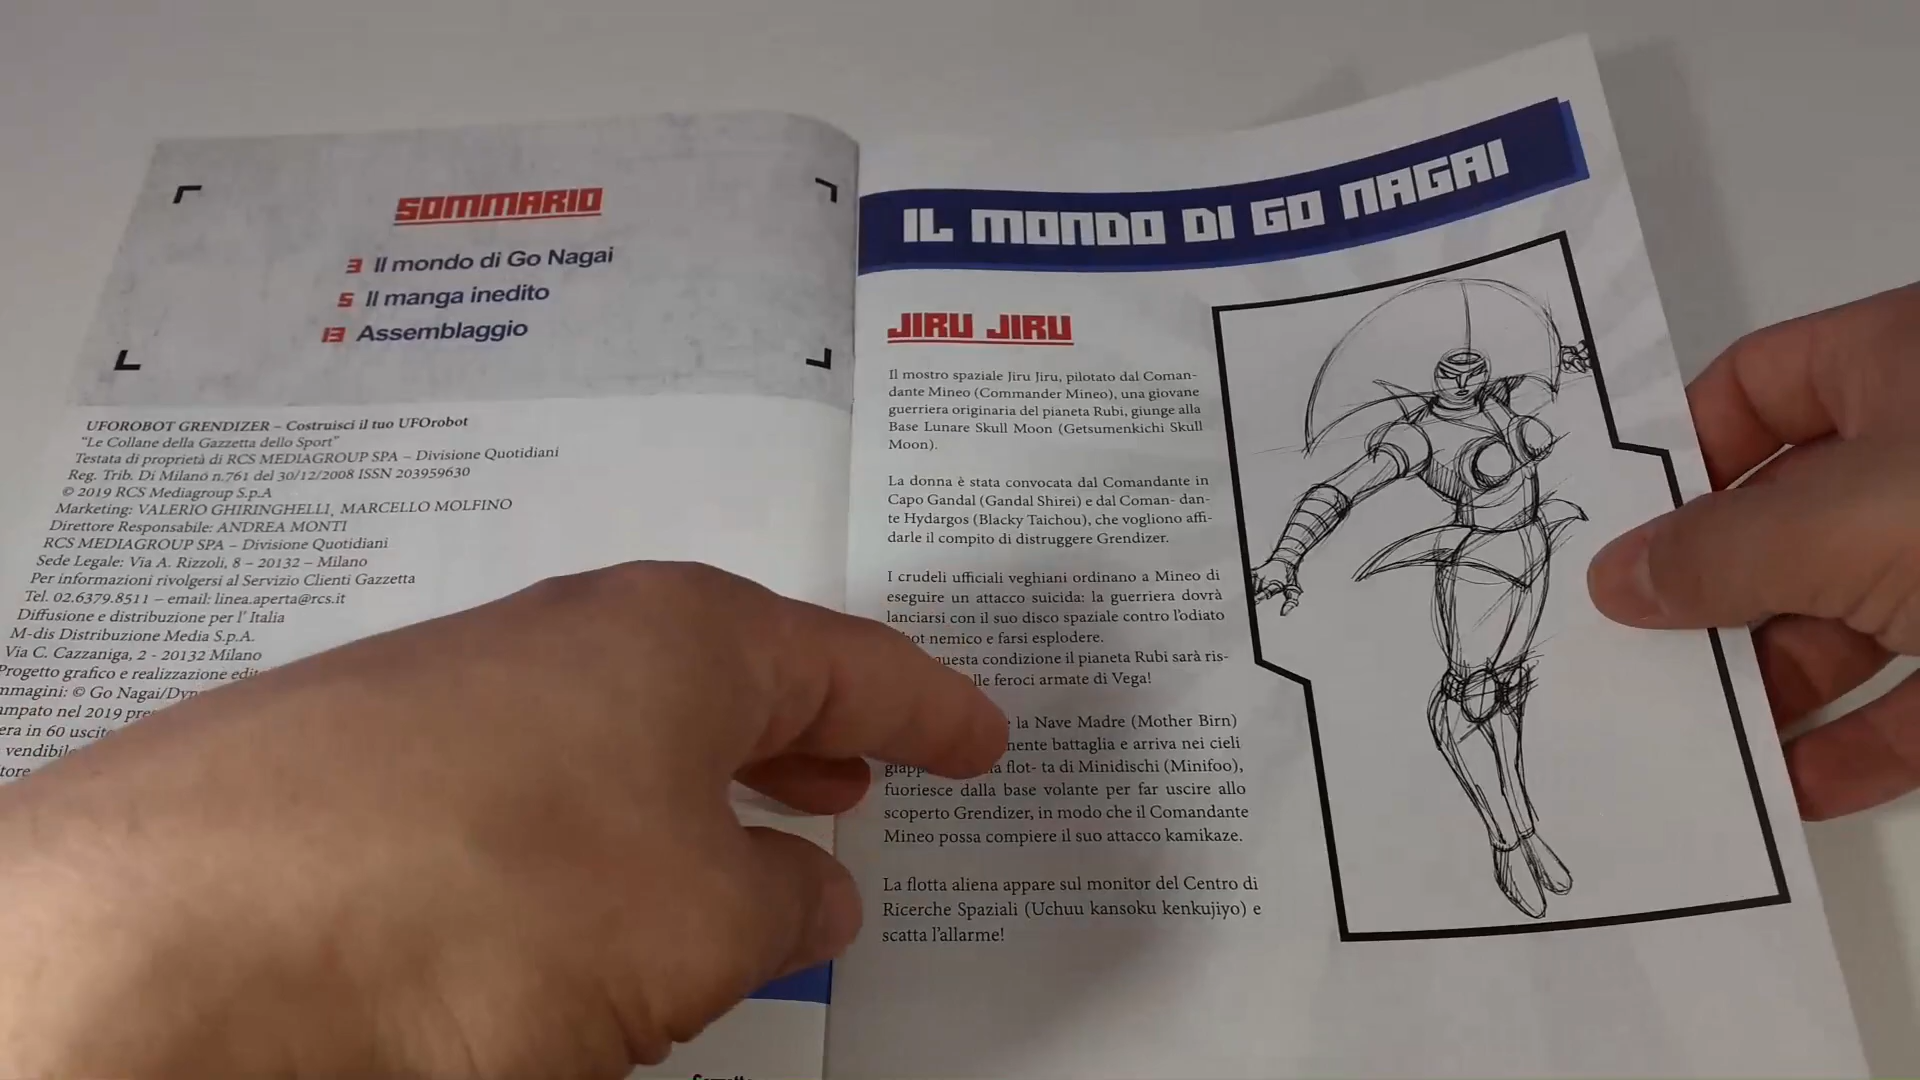 SOMMARIO
3 Il mondo di Go Nagai
5 Il manga inedito
13 Assemblaggio
UFOROBOT GRENDIZER – Costruisci il tuo UFOrobot
“Le Collane della Gazzetta dello Sport”
Testata di proprietà di RCS MEDIAGROUP SPA – Divisione Quotidiani
Reg. Trib. Di Milano n.761 del 30/12/2008 ISSN 203959630
© 2019 RCS Mediagroup S.p.A
Marketing: VALERIO GHIRINGHELLI, MARCELLO MOLFINO
Direttore Responsabile: ANDREA MONTI
RCS MEDIAGROUP SPA – Divisione Quotidiani
Sede Legale: Via A. Rizzoli, 8 – 20132 – Milano
Per informazioni rivolgersi al Servizio Clienti Gazzetta
Tel. 02.6379.8511 – email: linea.aperta@rcs.it
Diffusione e distribuzione per l’ Italia
M-dis Distribuzione Media S.p.A.
Via C. Cazzaniga, 2 - 20132 Milano
Progetto grafico e realizzazione
© Go Nagai/
nel 2019
in 60
vendibile
IL MONDO DI GO NAGAI
JIRU JIRU
Il mostro spaziale Jiru Jiru, pilotato dal Coman-
dante Mineo (Commander Mineo), una giovane
guerriera originaria del pianeta Rubi, giunge alla
Base Lunare Skull Moon (Getsumenkichi Skull
Moon).
La donna è stata convocata dal Comandante in
Capo Gandal (Gandal Shirei) e dal Coman- dan-
te Hydargos (Blacky Taichou), che vogliono affi-
darle il compito di distruggere Grendizer.
I crudeli ufficiali veghiani ordinano a Mineo di
eseguire un attacco suicida: la guerriera dovrà
lanciarsi con il suo disco spaziale contro l’odiato
nemico e farsi esplodere.
questa condizione il pianeta Rubi sarà ris-
feroci armate di Vega!
la Nave Madre (Mother Birn)
battaglia e arriva nei cieli
flot- ta di Minidischi (Minifoo),
fuoriesce dalla base volante per far uscire allo
scoperto Grendizer, in modo che il Comandante
Mineo possa compiere il suo attacco kamikaze.
La flotta aliena appare sul monitor del Centro di
Ricerche Spaziali (Uchuu kansoku kenkujiyo) e
scatta l’allarme!